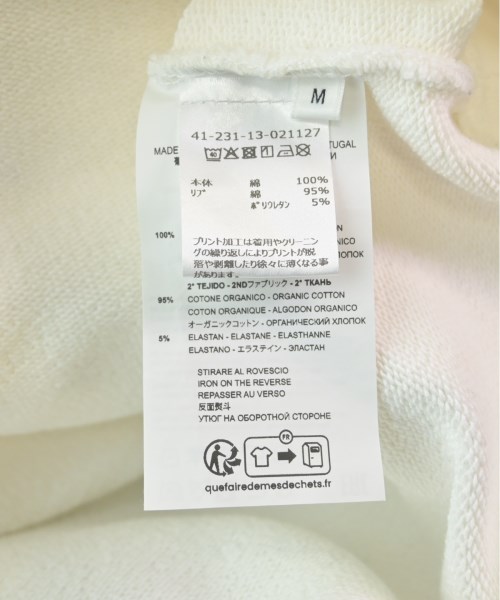 M
41-231-13-021127
MADE
TUGAL
И
本体 綿 100%
リブ 綿 95%
ポリウレタン 5%
100%
プリント加工は着用やクリーニン
グの繰り返しによりプリントが脱
落や剥離したり徐々に薄くなる事
があります。
OTTON
ORGANICO
ХЛОПОК
2° TEJIDO - 2NDファブリック - 2° ТКАНЬ
95% COTONE ORGANICO - ORGANIC COTTON
COTON ORGANIQUE - ALGODON ORGANICO
オーガニックコットン - ОРГАНИЧЕСКИЙ ХЛОПОК
5% ELASTAN - ELASTANE - ELASTHANNE
ELASTANO - エラステイン - ЭЛАСТАН
STIRARE AL ROVESCIO
IRON ON THE REVERSE
REPASSER AU VERSO
反面熨斗
УТЮГ НА ОБОРОТНОЙ СТОРОНЕ
FR
quefairedemesdechets.fr